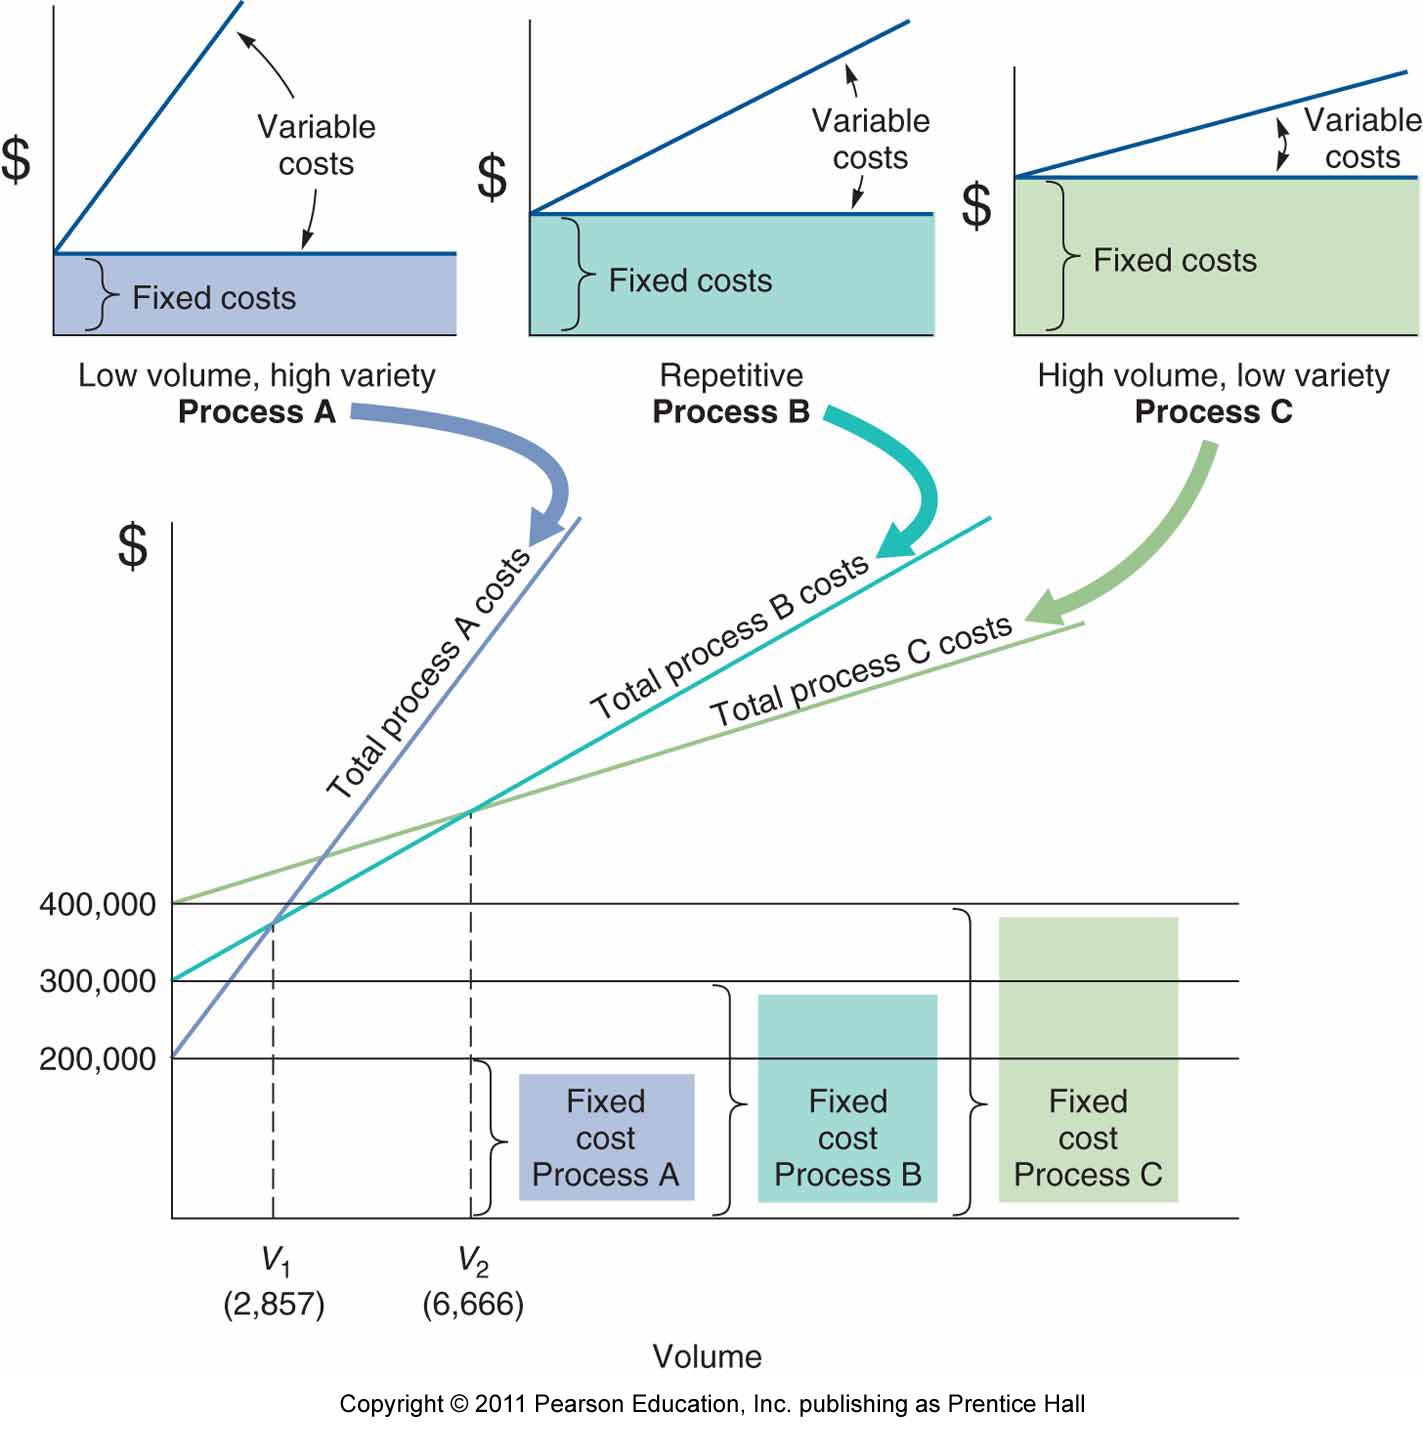 $
Variable
costs
Fixed costs
Low volume, high variety
Process A
$
Variable
costs
Fixed costs
Repetitive
Process B
$
Variable
costs
Fixed costs
High volume, low variety
Process C
$
Total process A costs
Total process B costs
Total process C costs
400,000
300,000
200,000
Fixed
cost
Process A
Fixed
cost
Process B
Fixed
cost
Process C
V1
(2,857)
V2
(6,666)
Volume
Copyright © 2011 Pearson Education, Inc. publishing as Prentice Hall